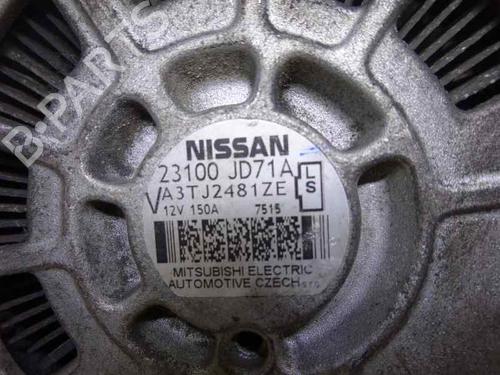 B-PARTS
NISSAN
23100 JD71A
L
S
V
A3TJ2481ZE
12V 150A 7515
MITSUBISHI ELECTRIC
AUTOMOTIVE CZECH s.r.o.